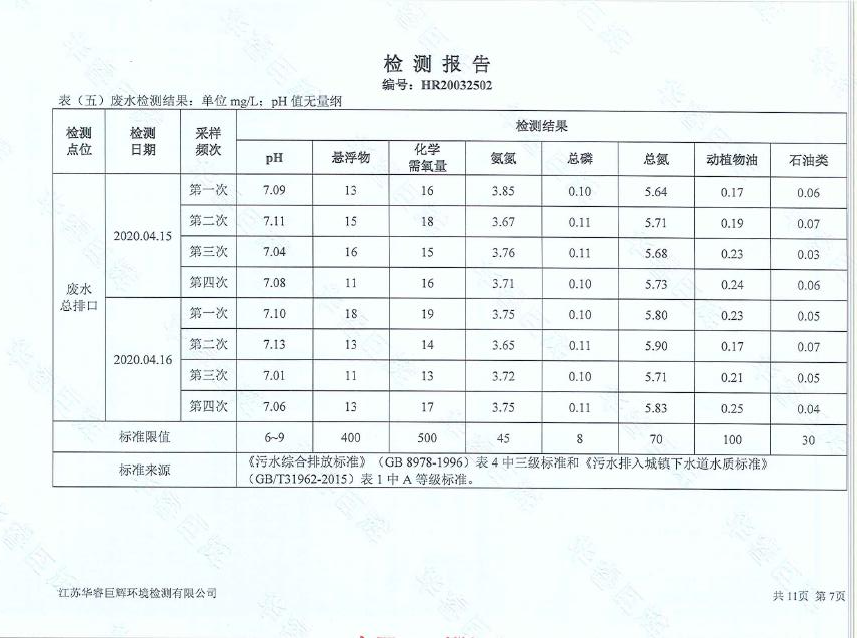 检测报告
编号：HR20032502
表（五）废水检测结果：单位 mg/L；pH 值无量纲
检测点位 检测日期 采样频次 检测结果
pH 悬浮物 化学需氧量 氨氮 总磷 总氮 动植物油 石油类
废水总排口 2020.04.15 第一次 7.09 13 16 3.85 0.10 5.64 0.17 0.06
第二次 7.11 15 18 3.67 0.11 5.71 0.19 0.07
第三次 7.04 16 15 3.76 0.11 5.68 0.23 0.03
第四次 7.08 11 16 3.71 0.10 5.73 0.24 0.06
2020.04.16 第一次 7.10 18 19 3.75 0.10 5.80 0.23 0.05
第二次 7.13 13 14 3.65 0.11 5.90 0.17 0.07
第三次 7.01 11 13 3.72 0.10 5.71 0.21 0.05
第四次 7.06 13 17 3.75 0.11 5.83 0.25 0.04
标准限值 6~9 400 500 45 8 70 100 30
标准来源 《污水综合排放标准》（GB 8978-1996）表 4 中三级标准和《污水排入城镇下水道水质标准》
（GB/T31962-2015）表 1 中 A 等级标准。
江苏华睿巨辉环境检测有限公司
共 11页 第 7页